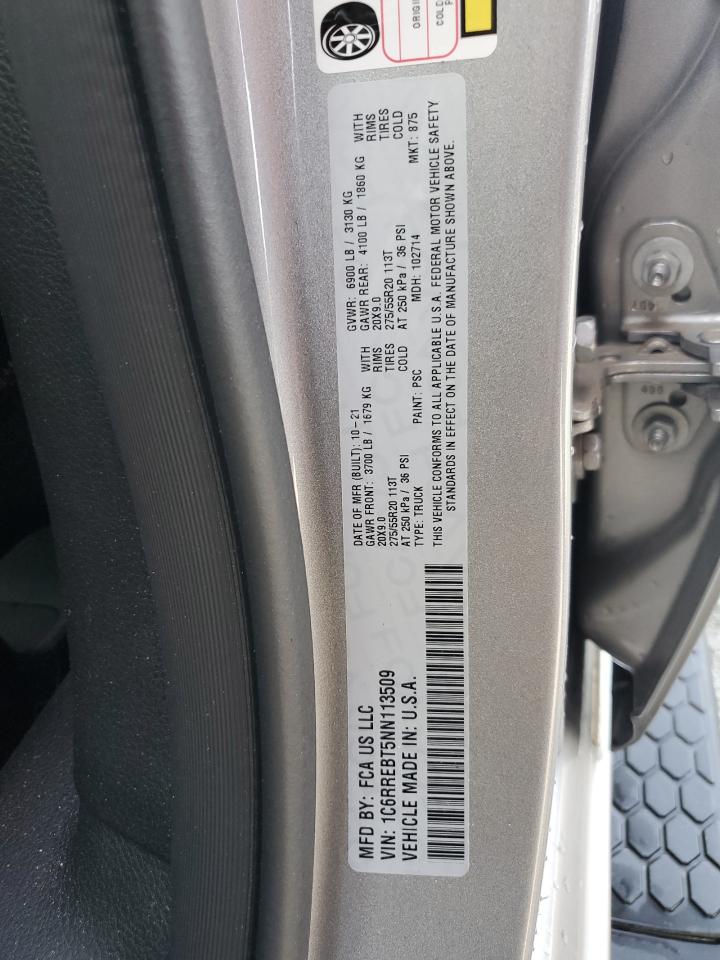 MFD BY: FCA US LLC
VIN: 1C6RREBT5NN113509
VEHICLE MADE IN: U.S.A.
DATE OF MFR (BUILT): 10-21
GAWR FRONT: 3700 LB / 1679 KG WITH
20X9.0 RIMS
275/55R20 113T TIRES
AT 250 kPa / 36 PSI COLD
TYPE: TRUCK PAINT: PSC
GVWR: 6900 LB / 3130 KG
GAWR REAR: 4100 LB / 1860 KG WITH
20X9.0 RIMS
275/55R20 113T TIRES
AT 250 kPa / 36 PSI COLD
MDH: 102714 MKT: 875
THIS VEHICLE CONFORMS TO ALL APPLICABLE U.S.A. FEDERAL MOTOR VEHICLE SAFETY
STANDARDS IN EFFECT ON THE DATE OF MANUFACTURE SHOWN ABOVE.
COLD